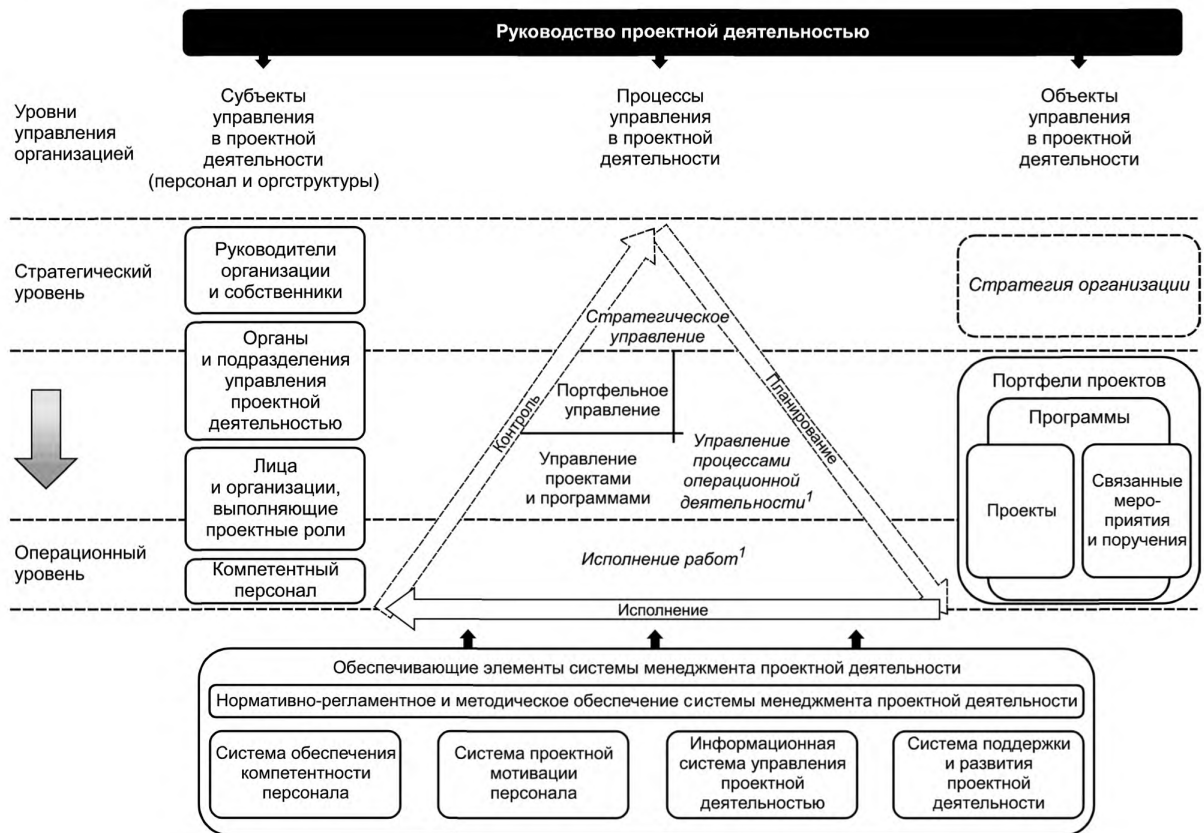 Руководство проектной деятельностью
Уровни
управления
организацией
Субъекты
управления
в проектной
деятельности
(персонал и оргструктуры)
Процессы
управления
в проектной
деятельности
Объекты
управления
в проектной
деятельности
Стратегический
уровень
Руководители
организации
и собственники
Органы
и подразделения
управления
проектной
деятельностью
Лица
и организации,
выполняющие
проектные роли
Операционный
уровень
Компетентный
персонал
Контроль
Стратегическое
управление
Планирование
Портфельное
управление
Управление
проектами
и программами
Управление
процессами
операционной
деятельности¹
Исполнение работ¹
Исполнение
Стратегия организации
Портфели проектов
Программы
Проекты
Связанные
меро-
приятия
и поручения
Обеспечивающие элементы системы менеджмента проектной деятельности
Нормативно-регламентное и методическое обеспечение системы менеджмента проектной деятельности
Система обеспечения
компетентности
персонала
Система проектной
мотивации
персонала
Информационная
система управления
проектной
деятельностью
Система поддержки
и развития
проектной
деятельности